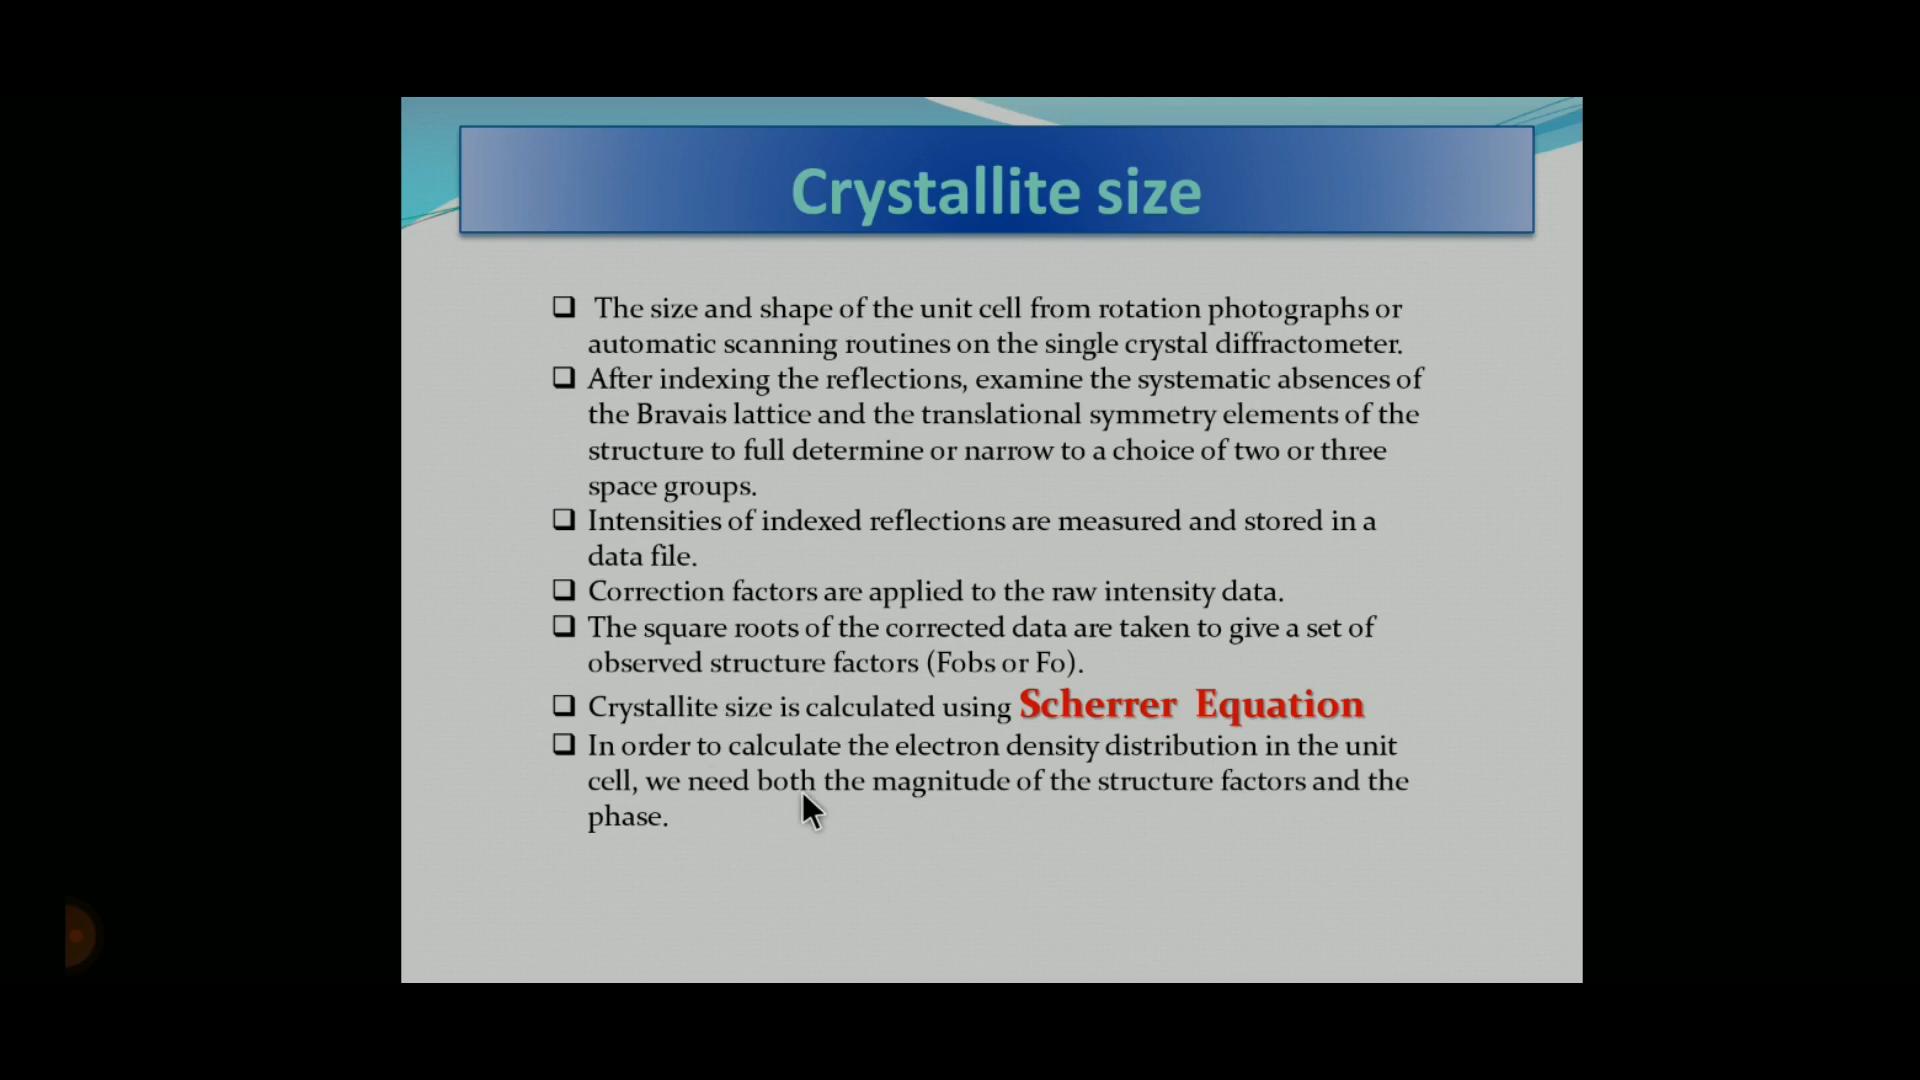 Crystallite size
The size and shape of the unit cell from rotation photographs or
automatic scanning routines on the single crystal diffractometer.
After indexing the reflections, examine the systematic absences of
the Bravais lattice and the translational symmetry elements of the
structure to full determine or narrow to a choice of two or three
space groups.
Intensities of indexed reflections are measured and stored in a
data file.
Correction factors are applied to the raw intensity data.
The square roots of the corrected data are taken to give a set of
observed structure factors (Fobs or Fo).
Crystallite size is calculated using Scherrer Equation
In order to calculate the electron density distribution in the unit
cell, we need both the magnitude of the structure factors and the
phase.